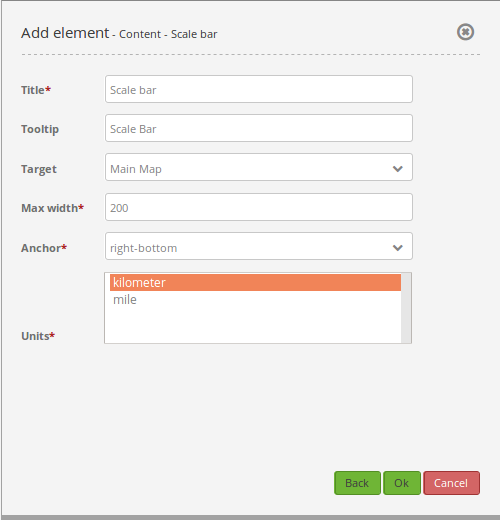 Add element - Content - Scale bar
Title* Scale bar
Tooltip Scale Bar
Target Main Map
Max width* 200
Anchor* right-bottom
kilometer
mile
Units*
Back Ok Cancel